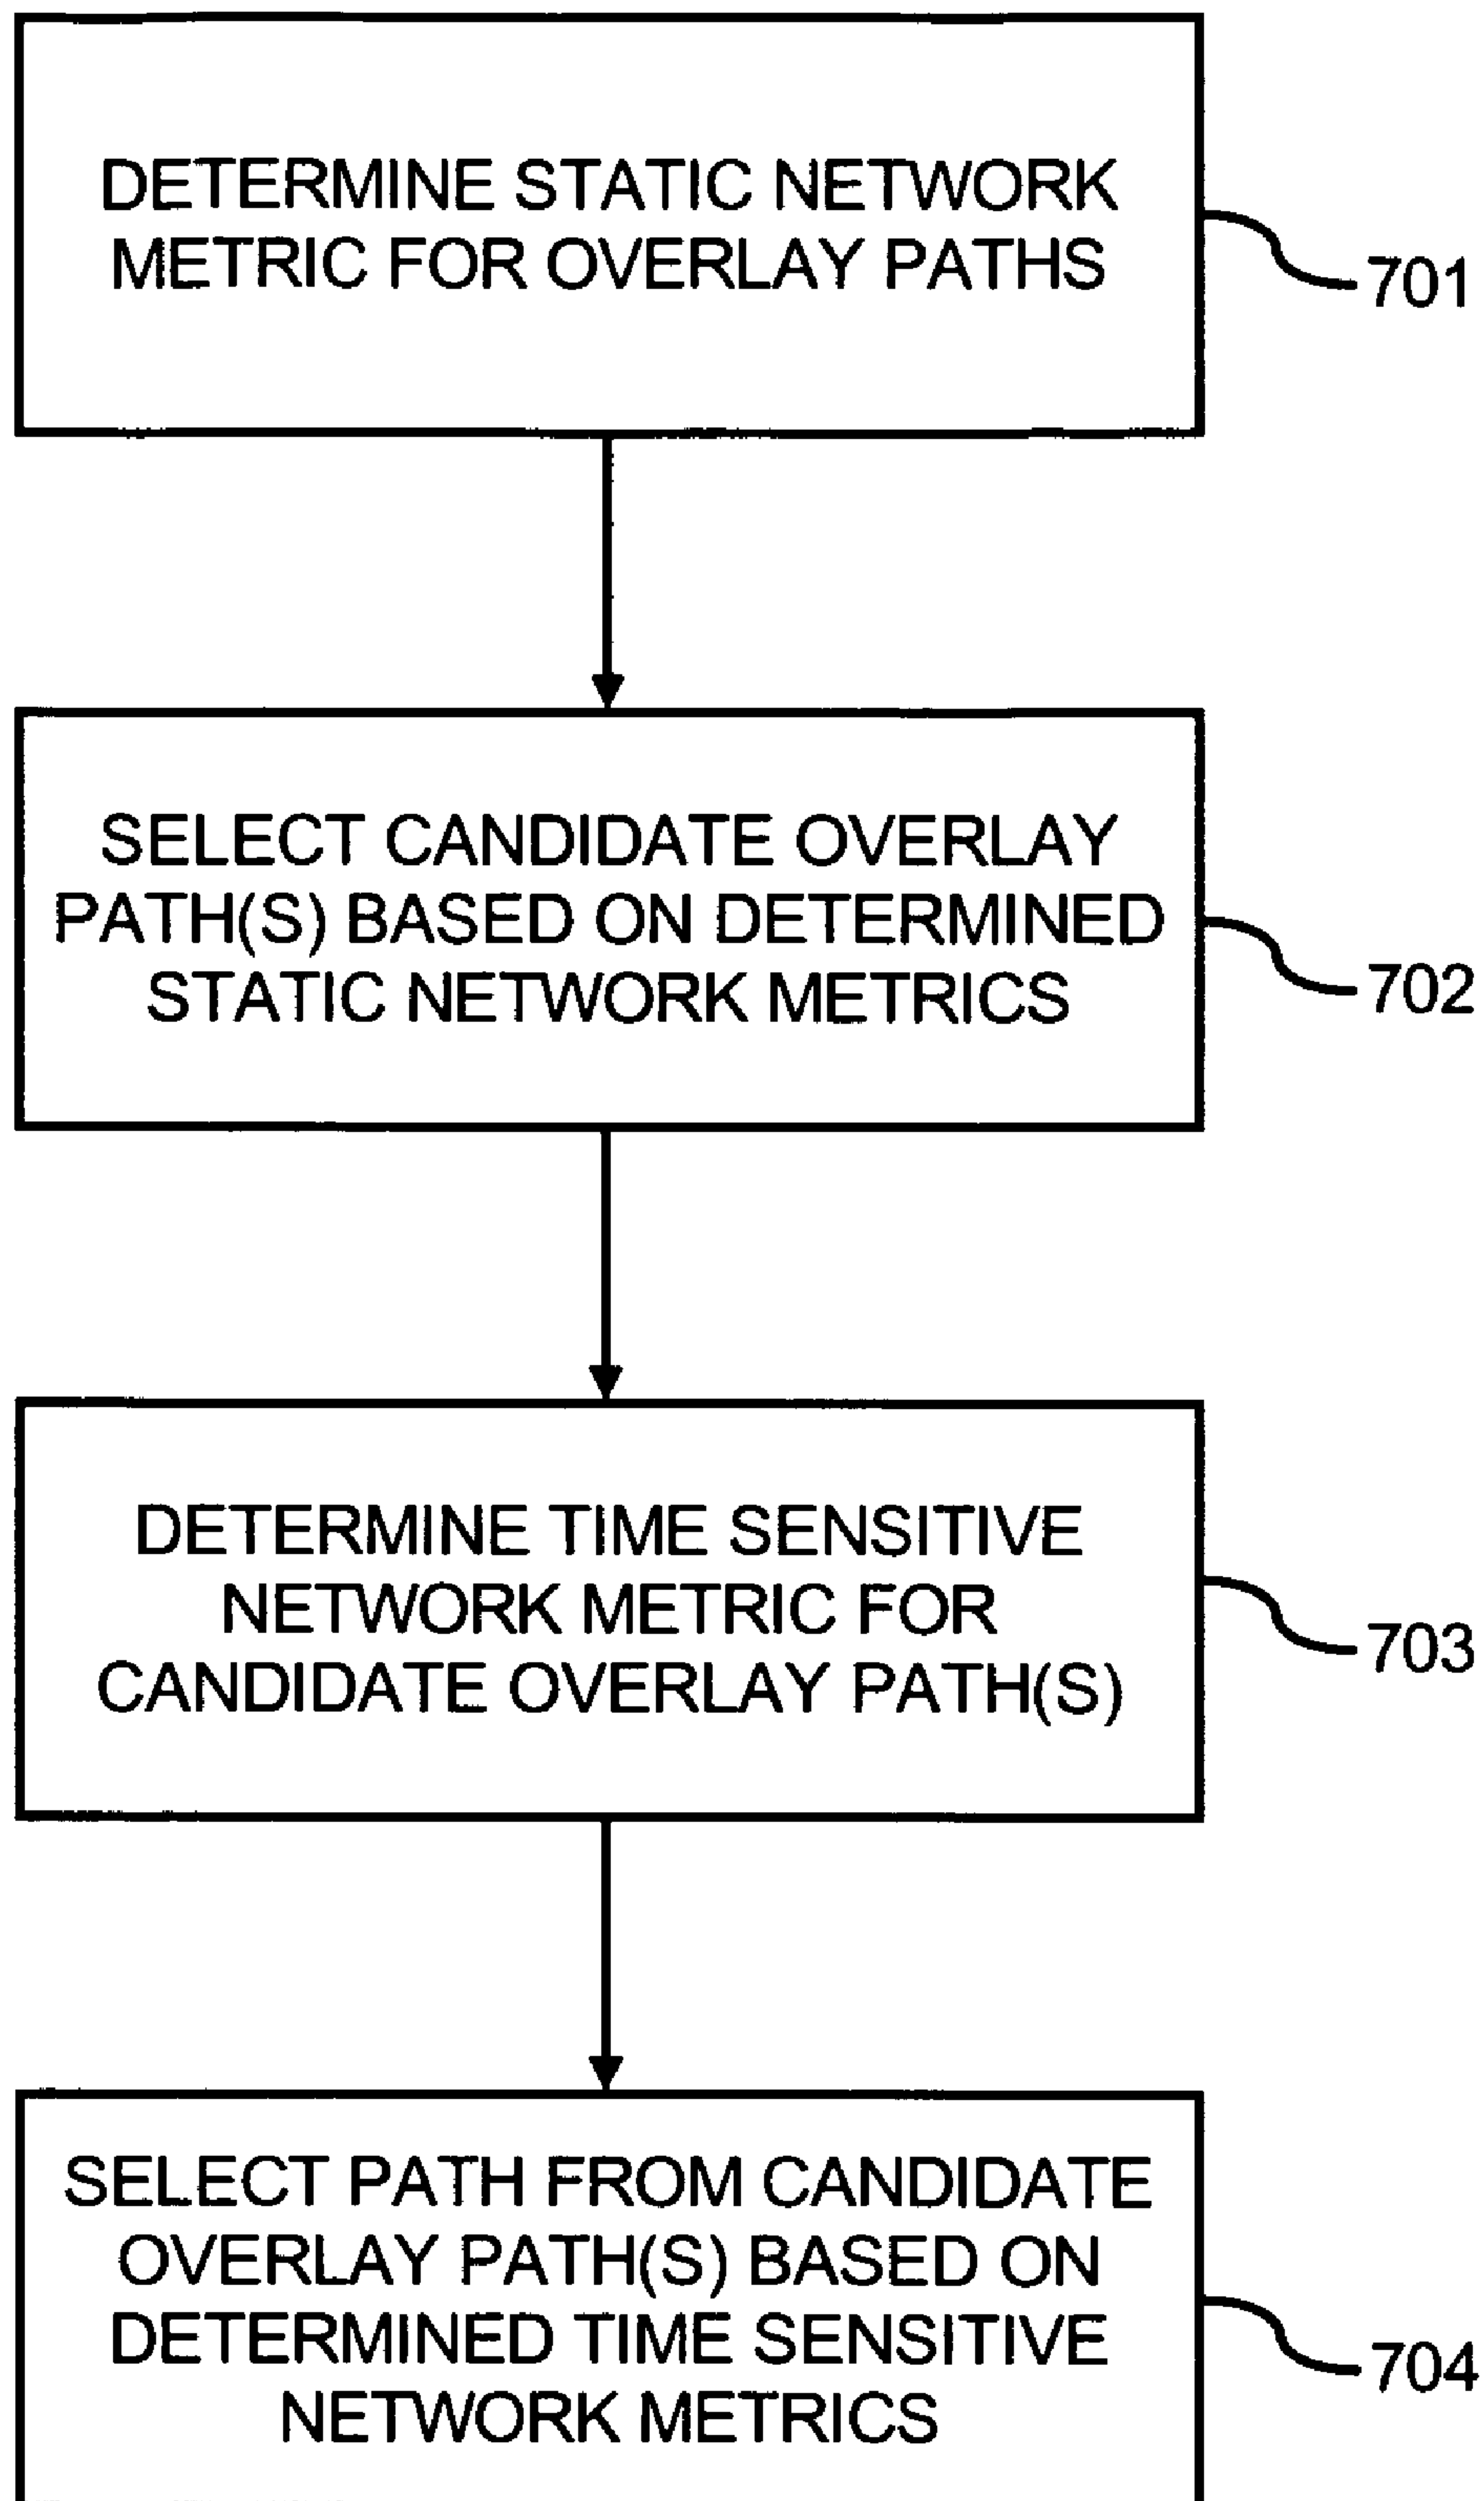 DETERMINE STATIC NETWORK
METRIC FOR OVERLAY PATHS
701
SELECT CANDIDATE OVERLAY
PATH(S) BASED ON DETERMINED
STATIC NETWORK METRICS
702
DETERMINE TIME SENSITIVE
NETWORK METRIC FOR
CANDIDATE OVERLAY PATH(S)
703
SELECT PATH FROM CANDIDATE
OVERLAY PATH(S) BASED ON
DETERMINED TIME SENSITIVE
NETWORK METRICS
704